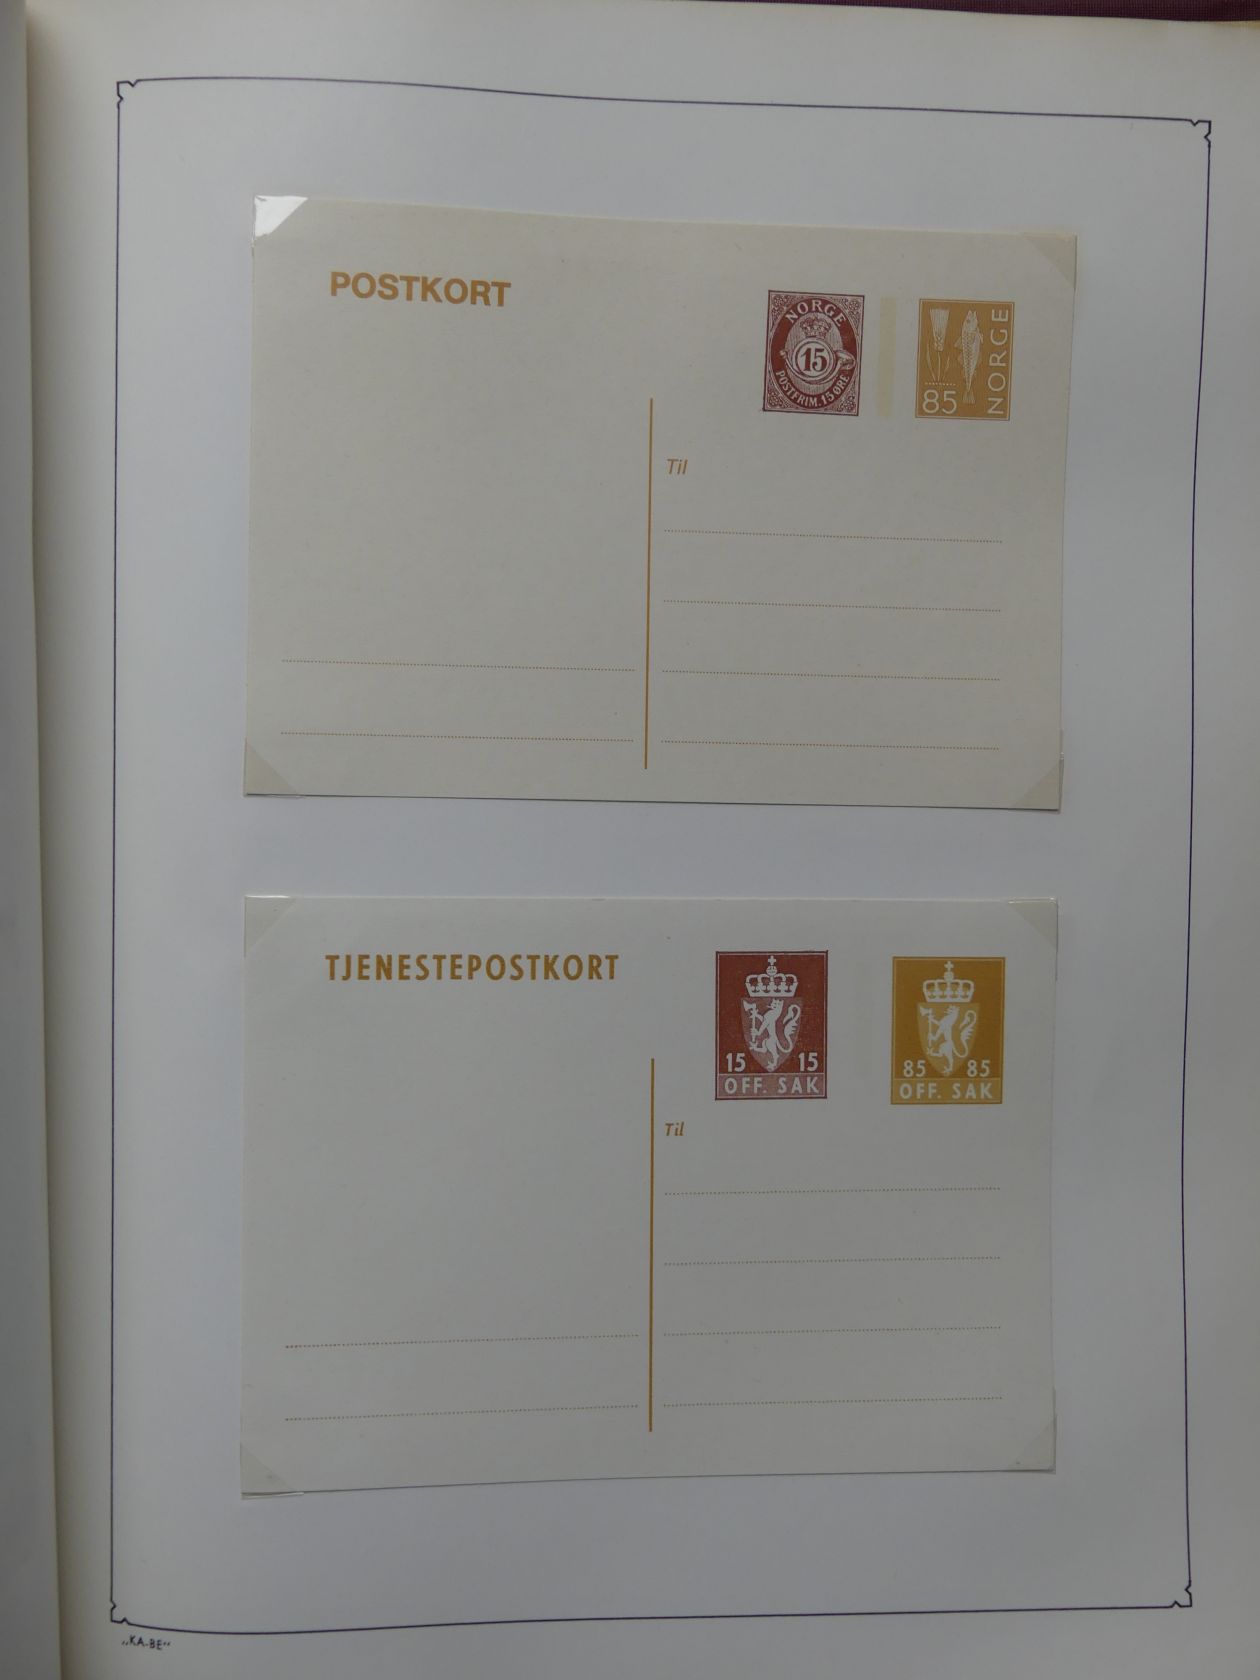 POSTKORT
NORGE
15
POSTFRIM. 15 ØRE
85
NORGE
Til
TJENESTEPOSTKORT
15 15
OFF. SAK
85 85
OFF. SAK
Til
„KA-BE”